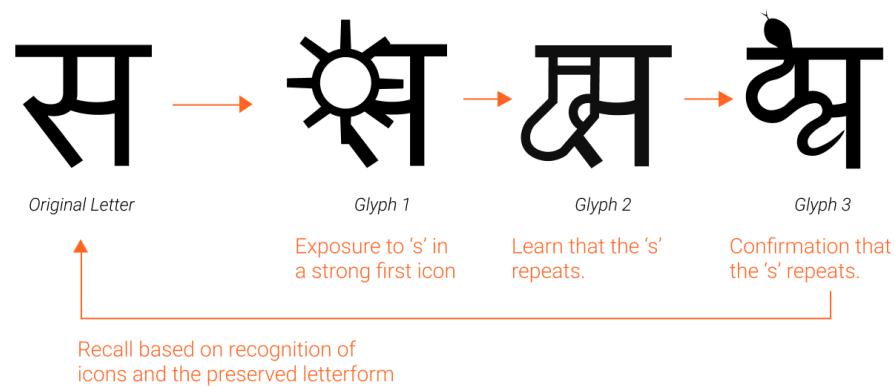 स स स स
Original Letter Glyph 1 Glyph 2 Glyph 3
Exposure to ‘s’ in
a strong first icon
Learn that the ‘s’
repeats.
Confirmation that
the ‘s’ repeats.
Recall based on recognition of
icons and the preserved letterform